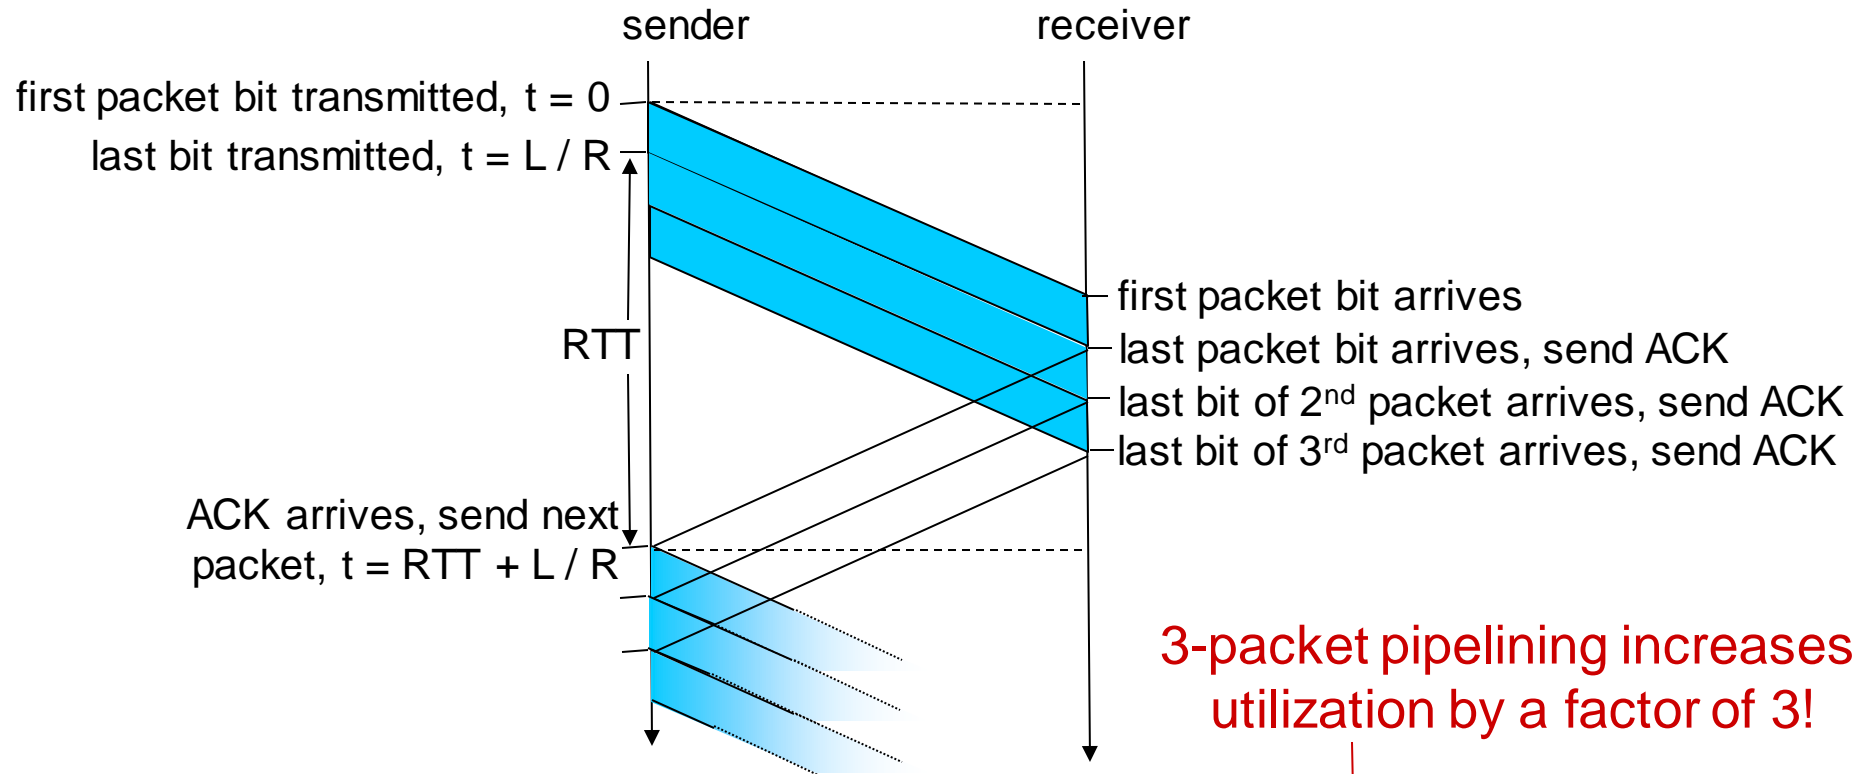 sender
receiver
first packet bit transmitted, t = 0
last bit transmitted, t = L / R
RTT
first packet bit arrives
last packet bit arrives, send ACK
last bit of 2nd packet arrives, send ACK
last bit of 3rd packet arrives, send ACK
ACK arrives, send next
packet, t = RTT + L / R
3-packet pipelining increases
utilization by a factor of 3!